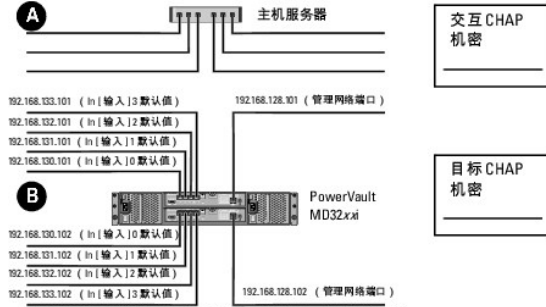 A
主机服务器
交互 CHAP
机密
192.168.133.101 （ In [ 输入 ] 3 默认值）
192.168.128.101 （ 管理网络端口）
192.168.132.101 （ In [ 输入 ] 2 默认值）
192.168.131.101 （ In [ 输入 ] 1 默认值）
192.168.130.101 （ In [ 输入 ] 0 默认值）
目标 CHAP
机密
B
PowerVault
MD32xxi
192.168.130.102 （ In [ 输入 ] 0 默认值）
192.168.131.102 （ In [ 输入 ] 1 默认值）
192.168.132.102 （ In [ 输入 ] 2 默认值）
192.168.133.102 （ In [ 输入 ] 3 默认值）
192.168.128.102 （ 管理网络端口）